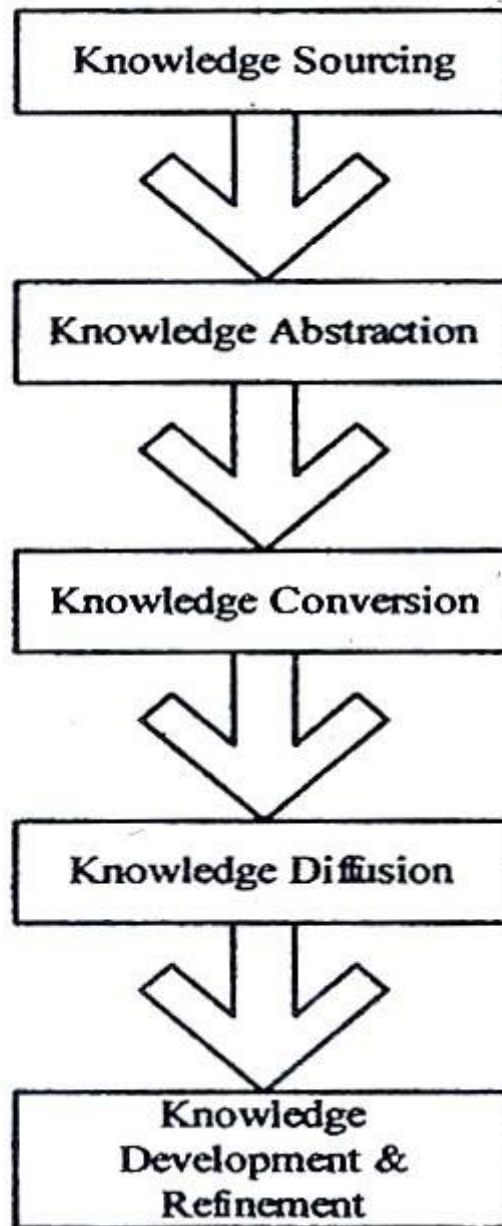 Knowledge Sourcing
Knowledge Abstraction
Knowledge Conversion
Knowledge Diffusion
Knowledge
Development &
Refinement